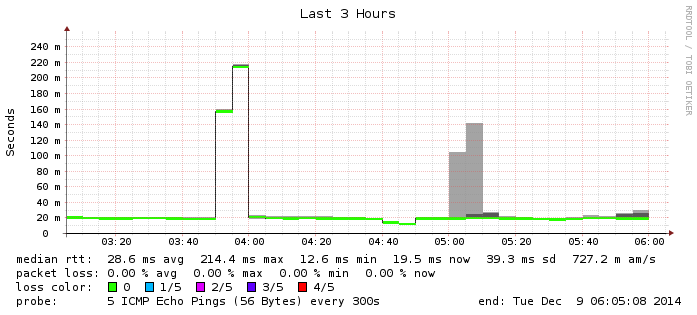 Last 3 Hours
RRDTOOL / TOBI OETIKER
Seconds
240 m
220 m
200 m
180 m
160 m
140 m
120 m
100 m
80 m
60 m
40 m
20 m
0
03:20 03:40 04:00 04:20 04:40 05:00 05:20 05:40 06:00
median rtt: 28.6 ms avg 214.4 ms max 12.6 ms min 19.5 ms now 39.3 ms sd 727.2 m am/s
packet loss: 0.00 % avg 0.00 % max 0.00 % min 0.00 % now
loss color: 0 1/5 2/5 3/5 4/5
probe: 5 ICMP Echo Pings (56 Bytes) every 300s end: Tue Dec 9 06:05:08 2014